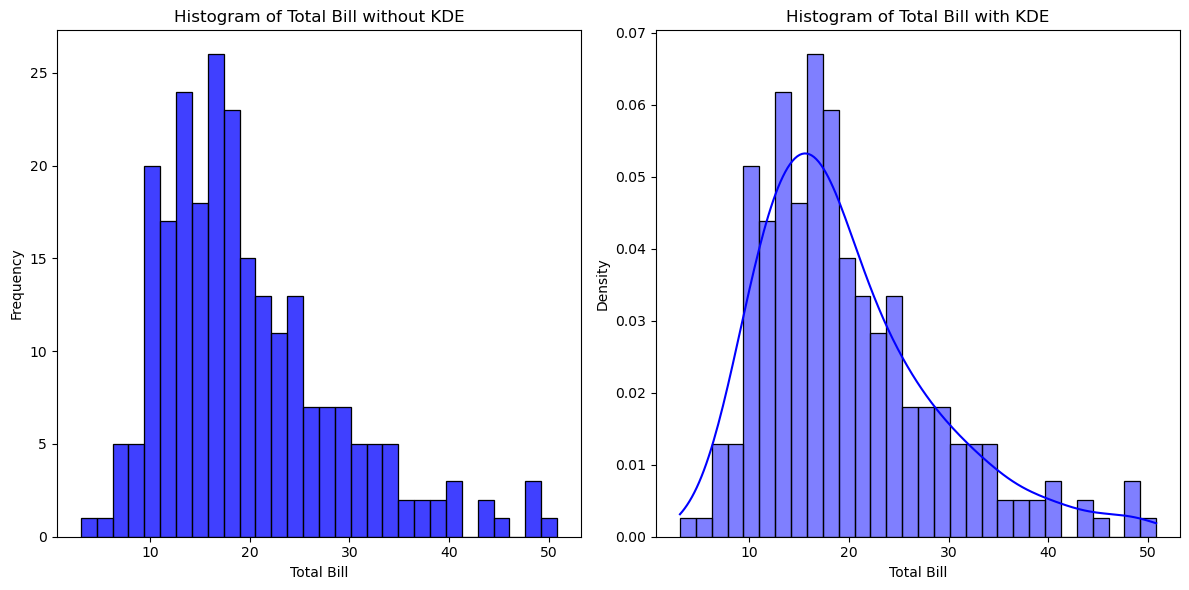 Histogram of Total Bill without KDE
Frequency
25
20
15
10
5
0
10 20 30 40 50
Total Bill
Histogram of Total Bill with KDE
Density
0.07
0.06
0.05
0.04
0.03
0.02
0.01
0.00
10 20 30 40 50
Total Bill